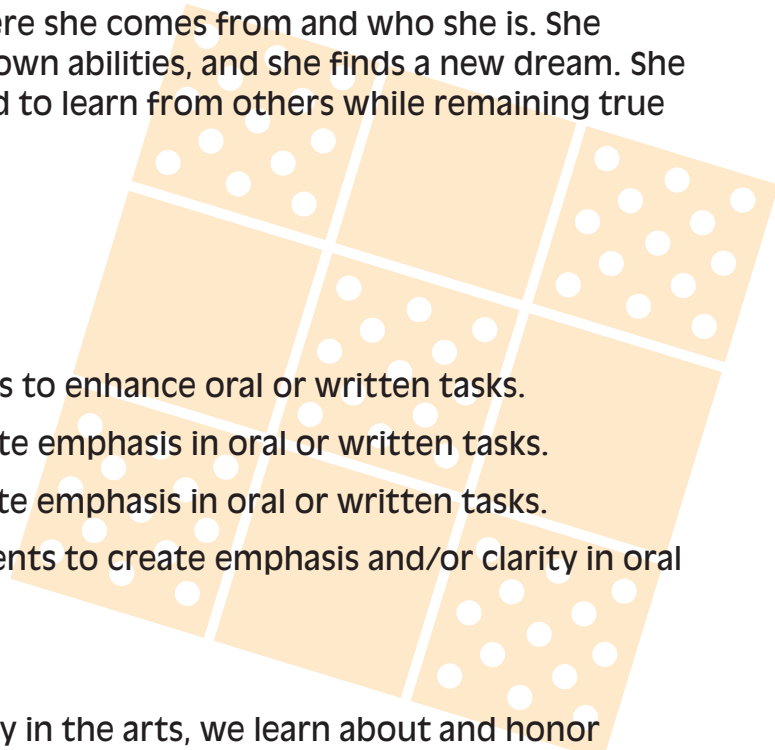 ere she comes from and who she is. She
own abilities, and she finds a new dream. She
d to learn from others while remaining true
s to enhance oral or written tasks.
te emphasis in oral or written tasks.
te emphasis in oral or written tasks.
ents to create emphasis and/or clarity in oral
y in the arts, we learn about and honor